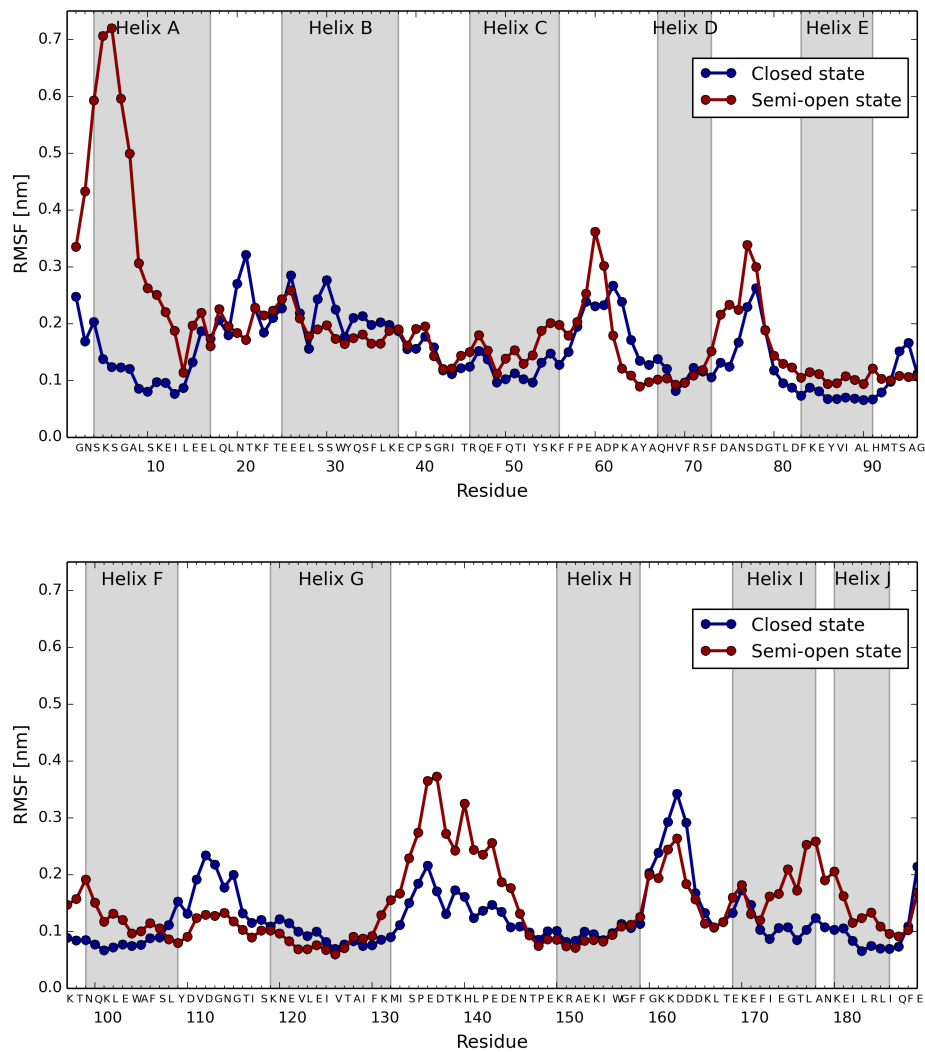 Helix A Helix B Helix C Helix D Helix E
0.7
0.6
0.5
0.4
0.3
0.2
0.1
0.0
RMSF [nm]
Closed state
Semi-open state
GNSKSGALSKEILEELQLNTKFTEEELSSWYQSFLKECPSGRITRQEFQTIYSKFFPEADPKAYAQHVFRSFDANSDGTLDFKEYVIALHMTSAG
10 20 30 40 50 60 70 80 90
Residue
Helix F Helix G Helix H Helix I Helix J
0.7
0.6
0.5
0.4
0.3
0.2
0.1
0.0
RMSF [nm]
Closed state
Semi-open state
KTNQKLEWAFSLYDVDGNGTISKNEVLEIVTAIFKMISPEDTKHLPEDENTPEKRAEKIWGFFGKKDDDKLTEKEFIEGTLANKEILRLIQFE
100 110 120 130 140 150 160 170 180
Residue